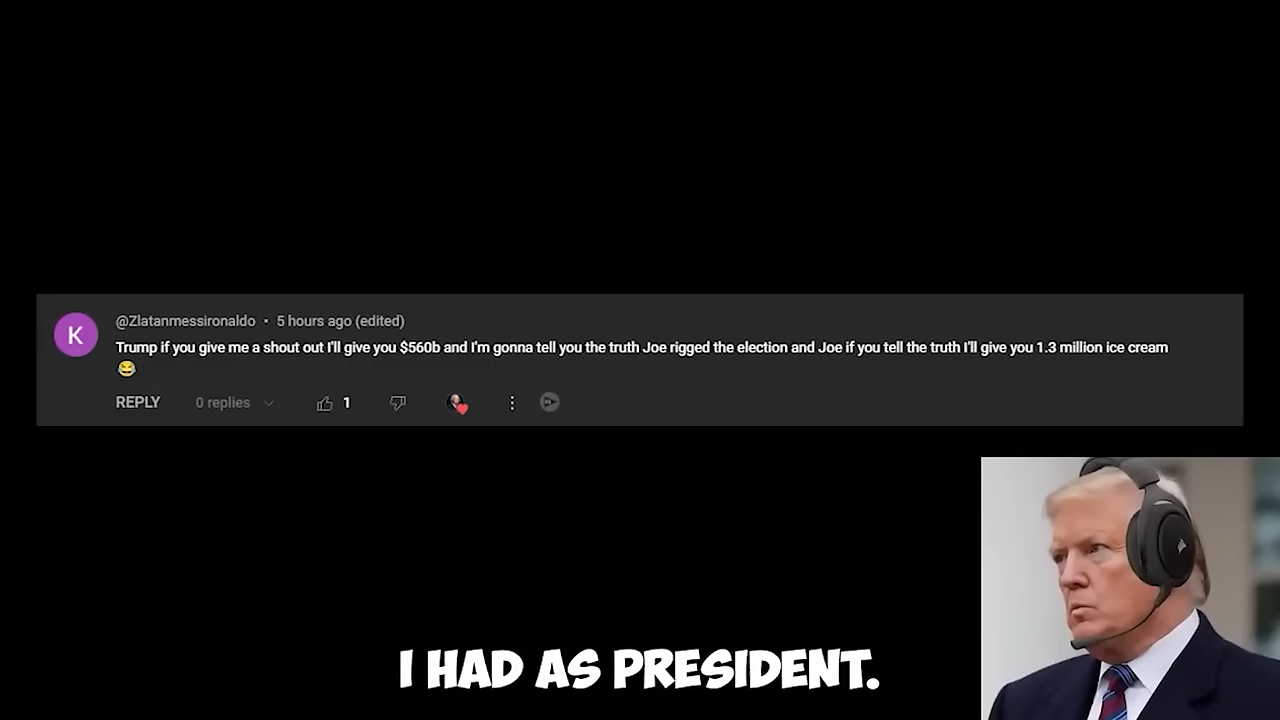 @Zlatanmessironaldo • 5 hours ago (edited)
Trump if you give me a shout out I'll give you $560b and I'm gonna tell you the truth Joe rigged the election and Joe if you tell the truth I'll give you 1.3 million ice cream
😂
K
REPLY 0 replies 1
I HAD AS PRESIDENT.